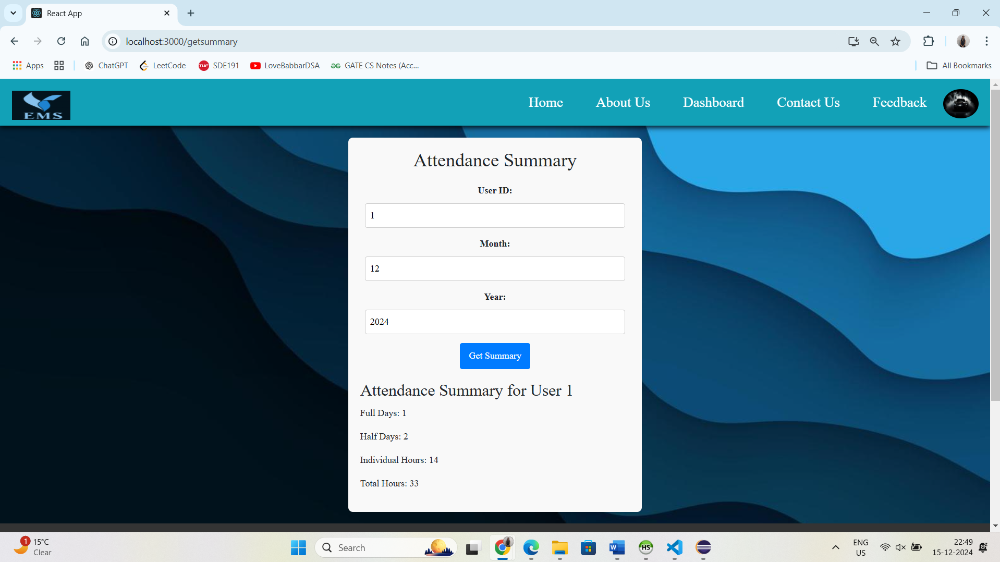 React App
localhost:3000/getsummary
Apps
ChatGPT
LeetCode
TUF SDE191
LoveBabbarDSA
GATE CS Notes (Acc...
All Bookmarks
EMS
Home
About Us
Dashboard
Contact Us
Feedback
Attendance Summary
User ID:
1
Month:
12
Year:
2024
Get Summary
Attendance Summary for User 1
Full Days: 1
Half Days: 2
Individual Hours: 14
Total Hours: 33
1
15°C
Clear
Search
W
HS
ENG
US
22:49
15-12-2024